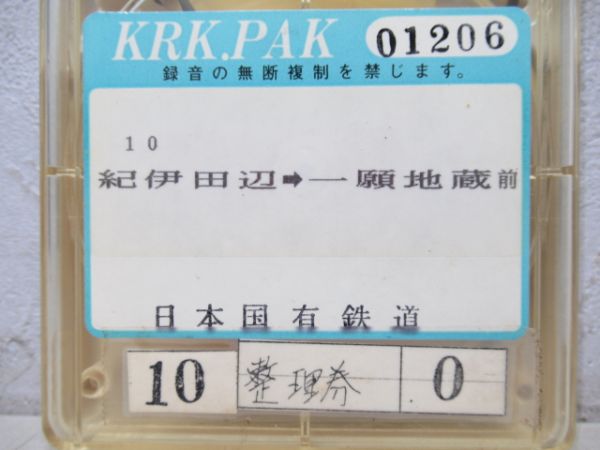 KRK.PAK 01206
録音の無断複制を禁じます。
10
紀伊田辺➡一願地蔵前
日本国有鉄道
10 整理券 0